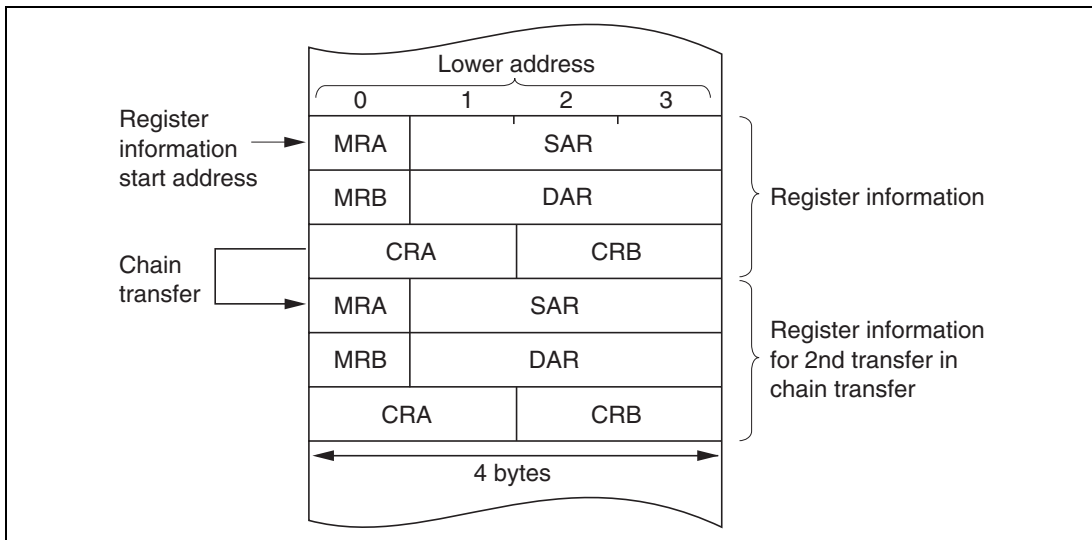 Lower address
0 1 2 3
Register
information
start address
MRA SAR
MRB DAR
CRA CRB
Register information
Chain
transfer
MRA SAR
MRB DAR
CRA CRB
Register information
for 2nd transfer in
chain transfer
4 bytes